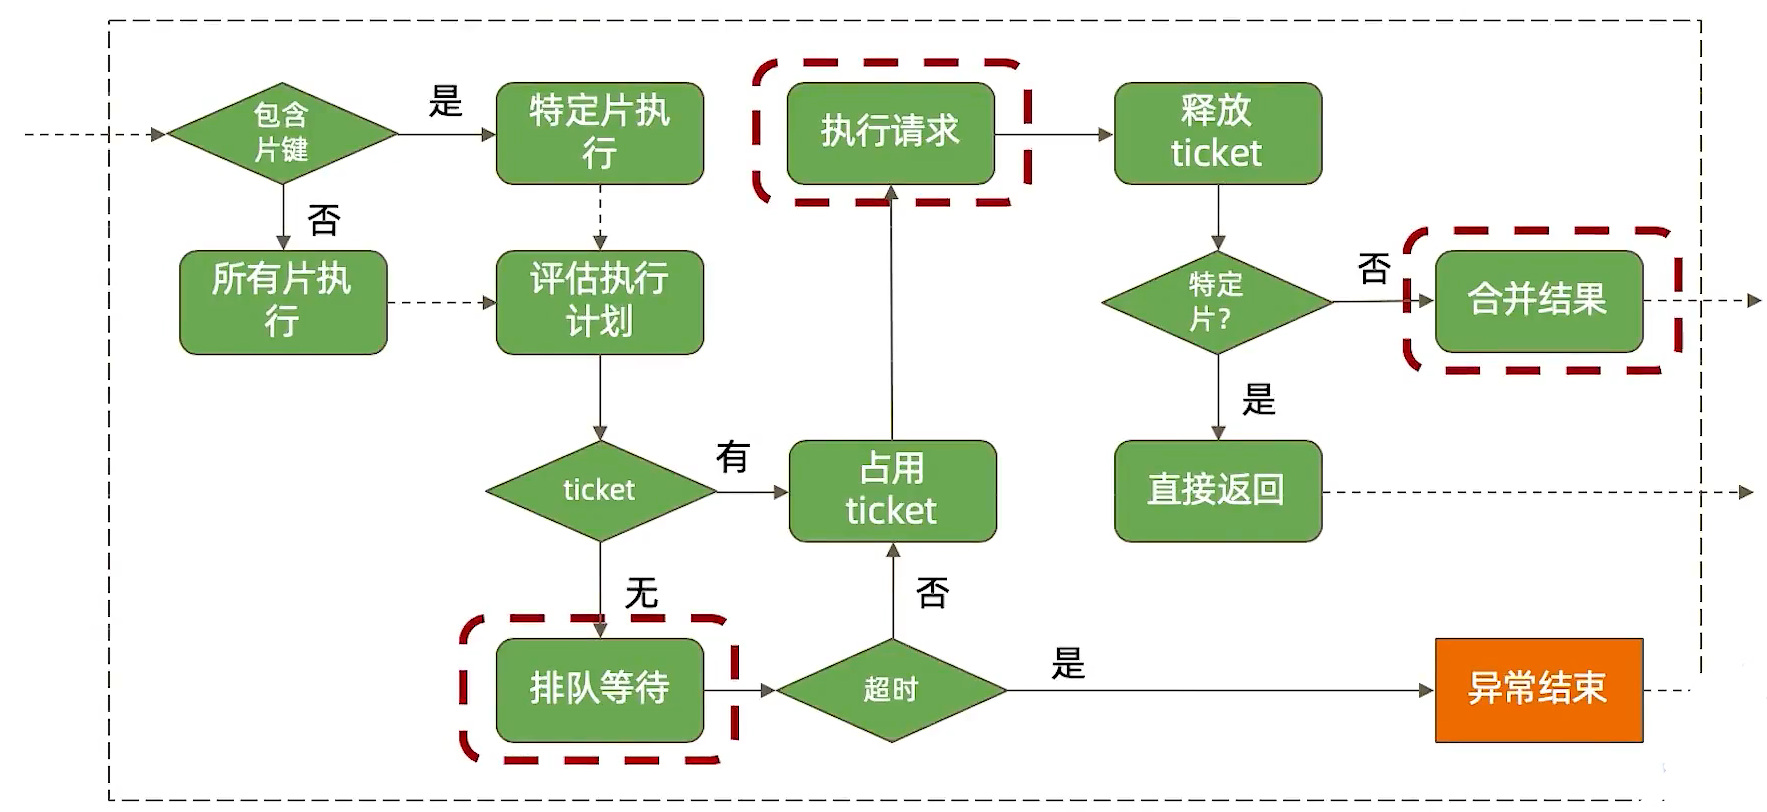 包含
片键
是
特定片执
行
执行请求
释放
ticket
否
所有片执
行
评估执行
计划
特定
片?
否
合并结果
是
ticket
有
占用
ticket
直接返回
无
否
排队等待
超时
是
异常结束